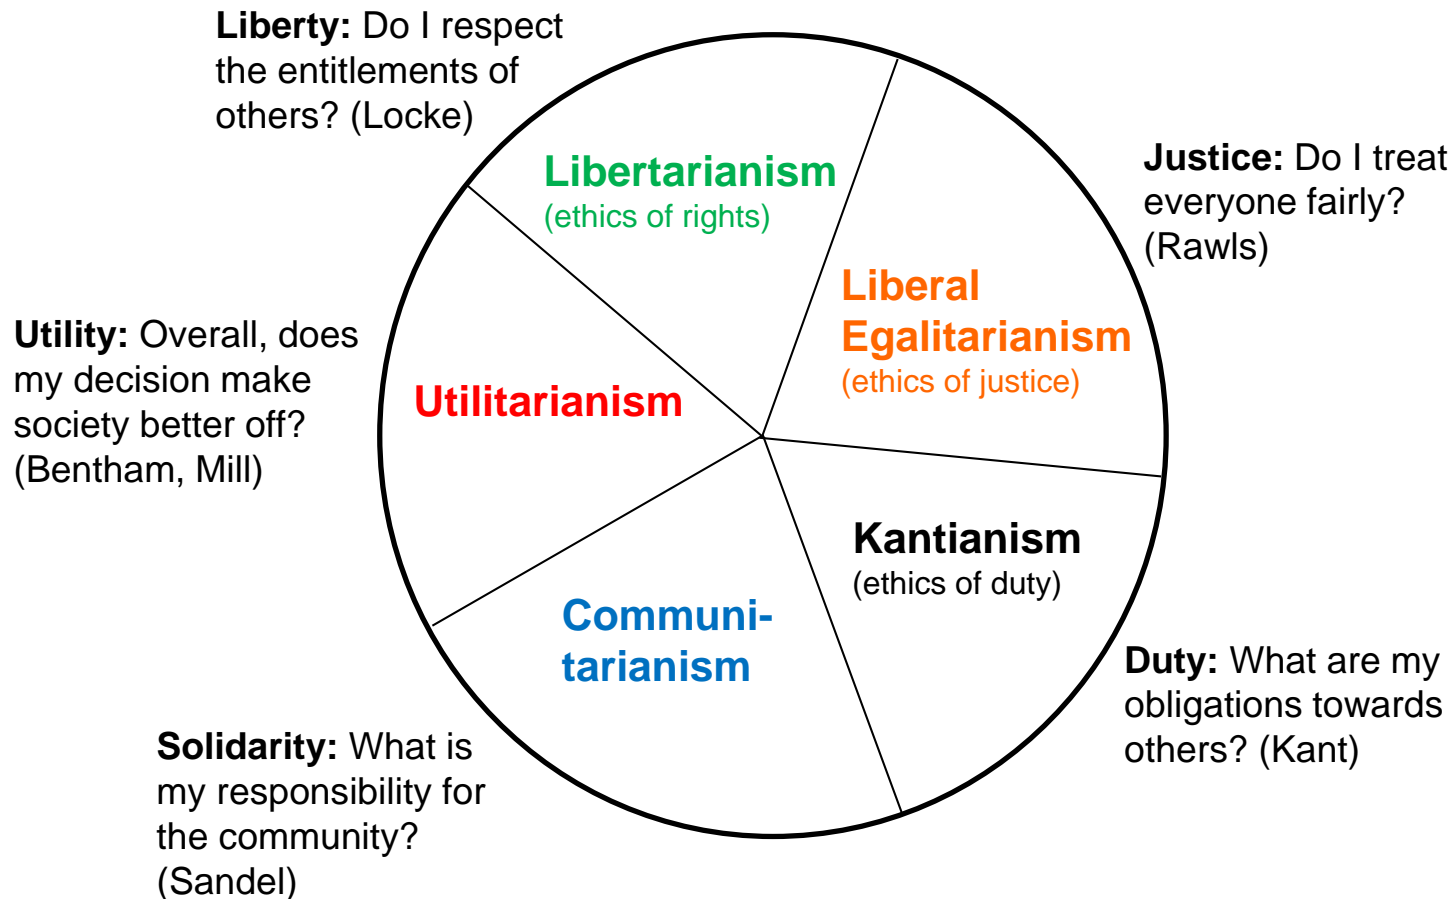 Liberty: Do I respect
the entitlements of
others? (Locke)
Libertarianism
(ethics of rights)
Justice: Do I treat
everyone fairly?
(Rawls)
Liberal
Egalitarianism
(ethics of justice)
Utility: Overall, does
my decision make
society better off?
(Bentham, Mill)
Utilitarianism
Kantianism
(ethics of duty)
Communi-
tarianism
Duty: What are my
obligations towards
others? (Kant)
Solidarity: What is
my responsibility for
the community?
(Sandel)